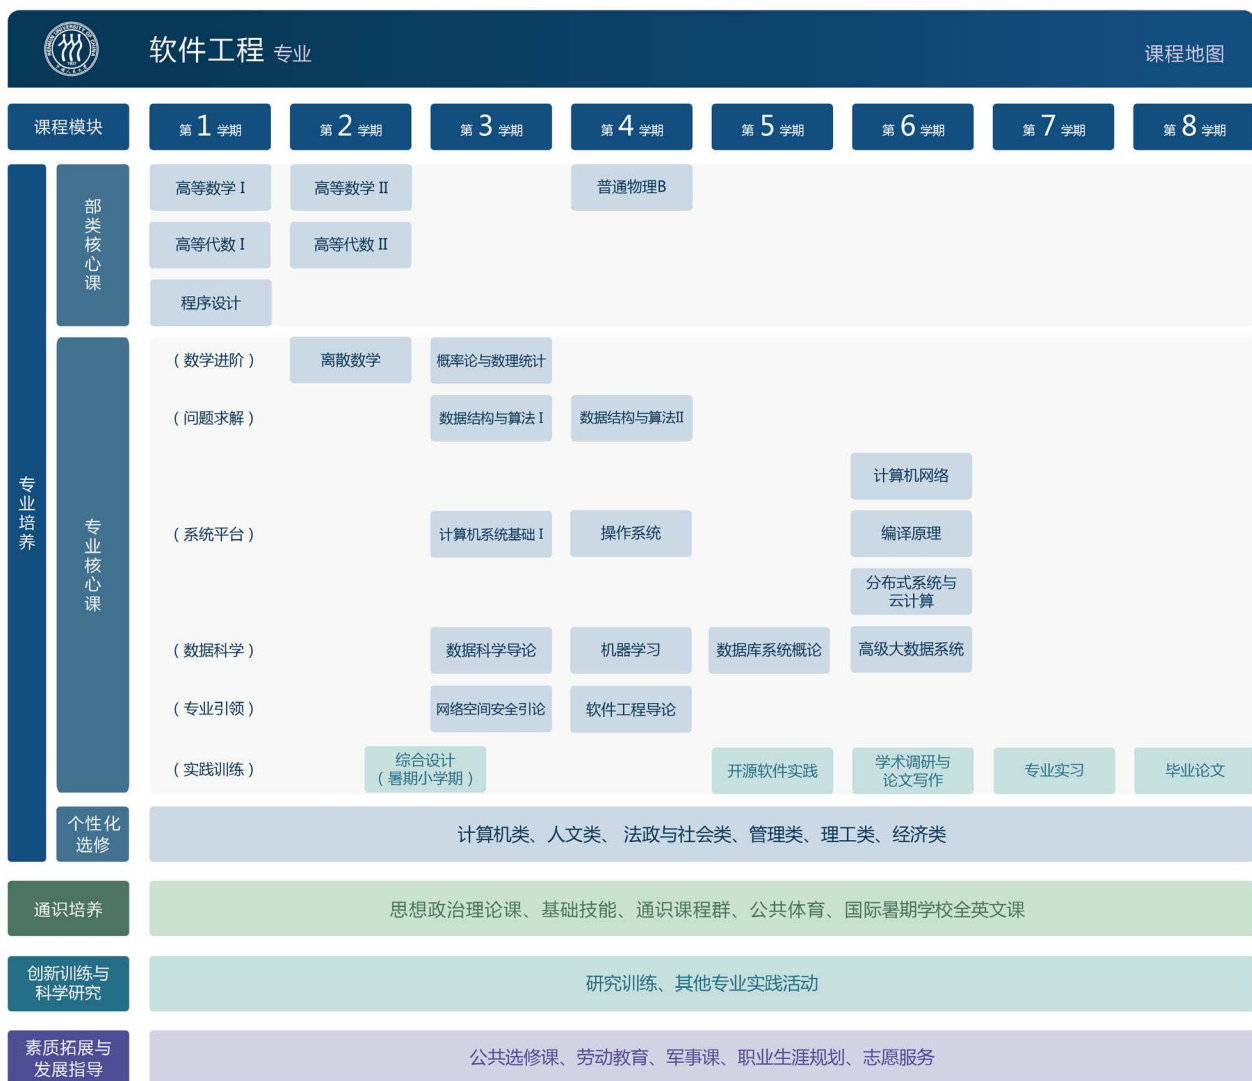 RENMIN UNIVERSITY OF CHINA
1937
软件工程 专业
课程地图
课程模块
第 1 学期
第 2 学期
第 3 学期
第 4 学期
第 5 学期
第 6 学期
第 7 学期
第 8 学期
专业培养
部类核心课
高等数学 I
高等数学 II
普通物理B
高等代数 I
高等代数 II
程序设计
专业核心课
（数学进阶）
离散数学
概率论与数理统计
（问题求解）
数据结构与算法 I
数据结构与算法II
计算机网络
（系统平台）
计算机系统基础 I
操作系统
编译原理
分布式系统与
云计算
（数据科学）
数据科学导论
机器学习
数据库系统概论
高级大数据系统
（专业引领）
网络空间安全引论
软件工程导论
（实践训练）
综合设计
（暑期小学期）
开源软件实践
学术调研与
论文写作
专业实习
毕业论文
个性化
选修
计算机类、人文类、 法政与社会类、管理类、理工类、经济类
通识培养
思想政治理论课、基础技能、通识课程群、公共体育、国际暑期学校全英文课
创新训练与
科学研究
研究训练、其他专业实践活动
素质拓展与
发展指导
公共选修课、劳动教育、军事课、职业生涯规划、志愿服务